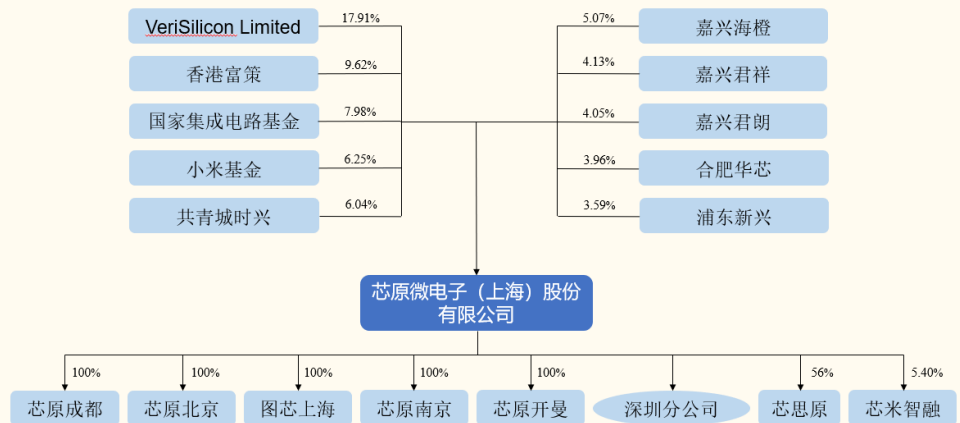 VeriSilicon Limited
17.91%
5.07%
嘉兴海橙
香港富策
9.62%
4.13%
嘉兴君祥
国家集成电路基金
7.98%
4.05%
嘉兴君朗
小米基金
6.25%
3.96%
合肥华芯
共青城时兴
6.04%
3.59%
浦东新兴
芯原微电子（上海）股份
有限公司
100%
100%
100%
100%
100%
56%
5.40%
芯原成都
芯原北京
图芯上海
芯原南京
芯原开曼
深圳分公司
芯思原
芯米智融